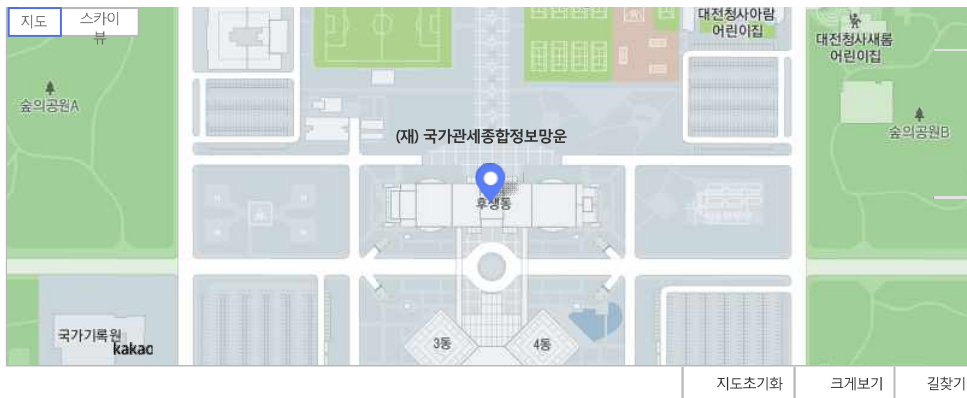 지도
스카이
뷰
대전청사아람
어린이집
대전청사새롬
어린이집
숲의공원A
숲의공원B
(재) 국가관세종합정보망운
후생동
국가기록원
kakao
3동
4동
지도초기화
크게보기
길찾기